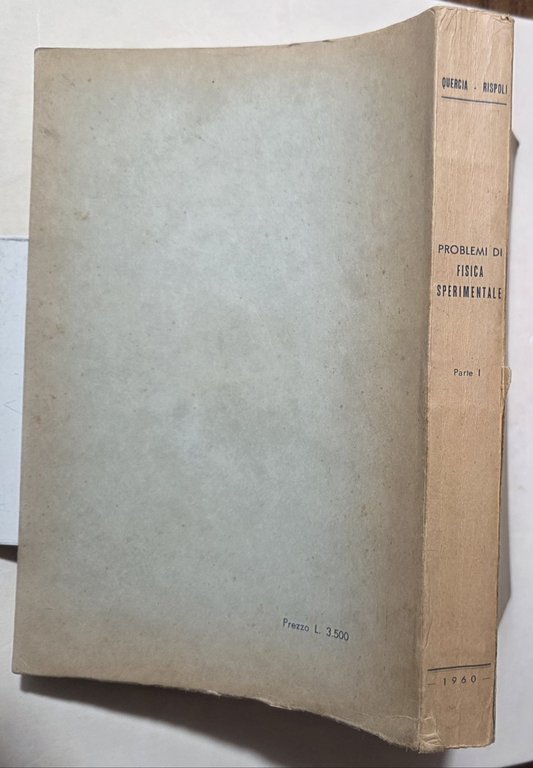 QUERCIA - RISPOLI
PROBLEMI DI
FISICA
SPERIMENTALE
Parte I
- 1960 -
Prezzo L. 3.500